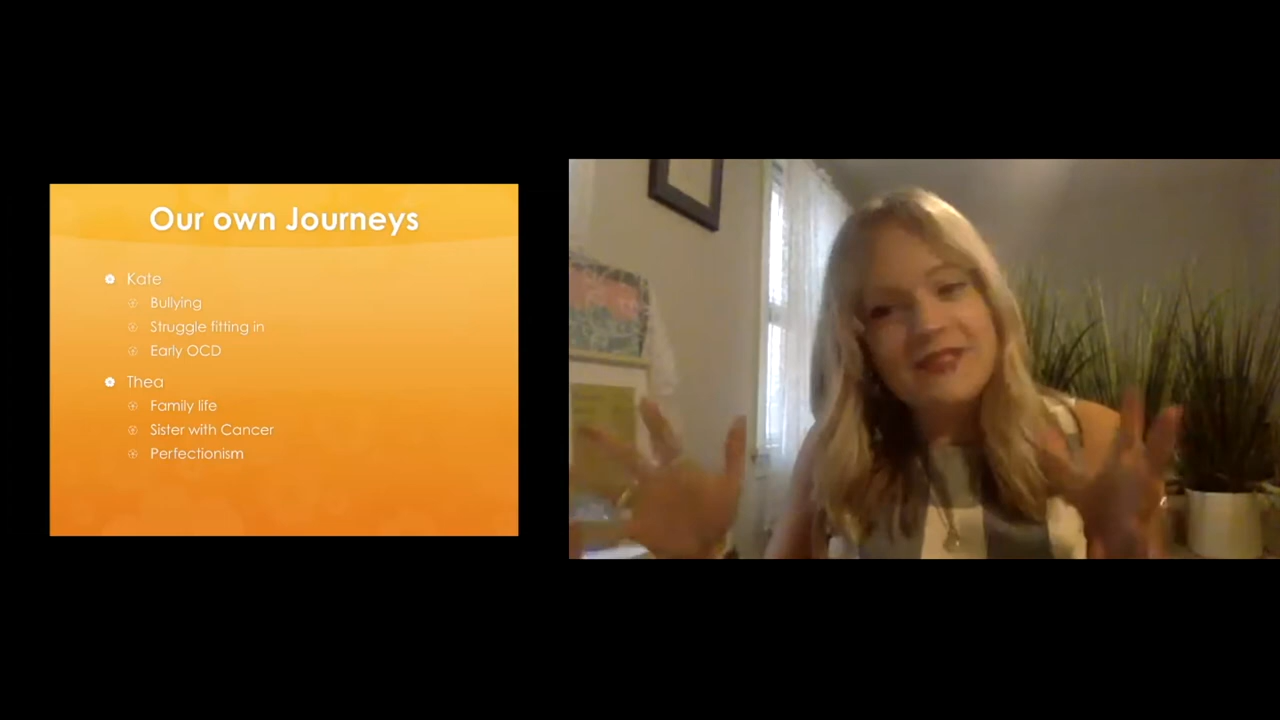 Our own Journeys
Kate
Bullying
Struggle fitting in
Early OCD
Thea
Family life
Sister with Cancer
Perfectionism